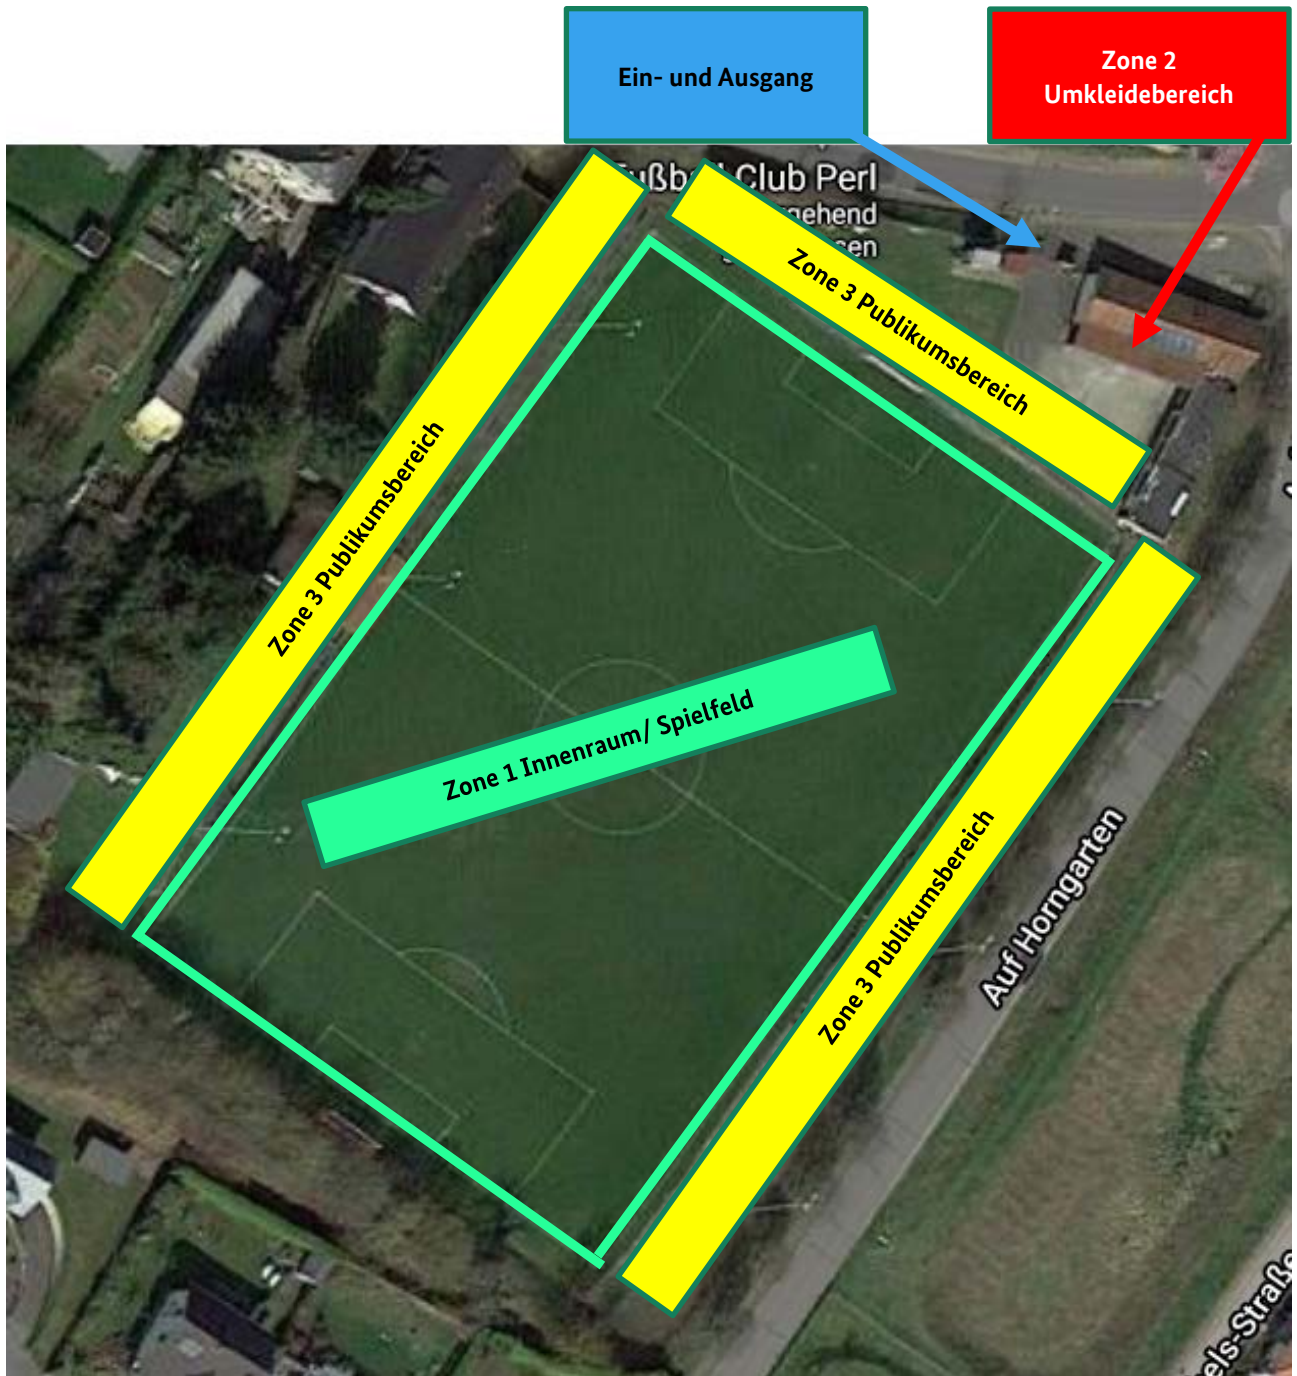 Ein- und Ausgang
Zone 2
Umkleidebereich
Club Perl
Zone 3 Publikumsbereich
Zone 3 Publikumsbereich
Zone 1 Innenraum/ Spielfeld
Zone 3 Publikumsbereich
Auf Horngarten